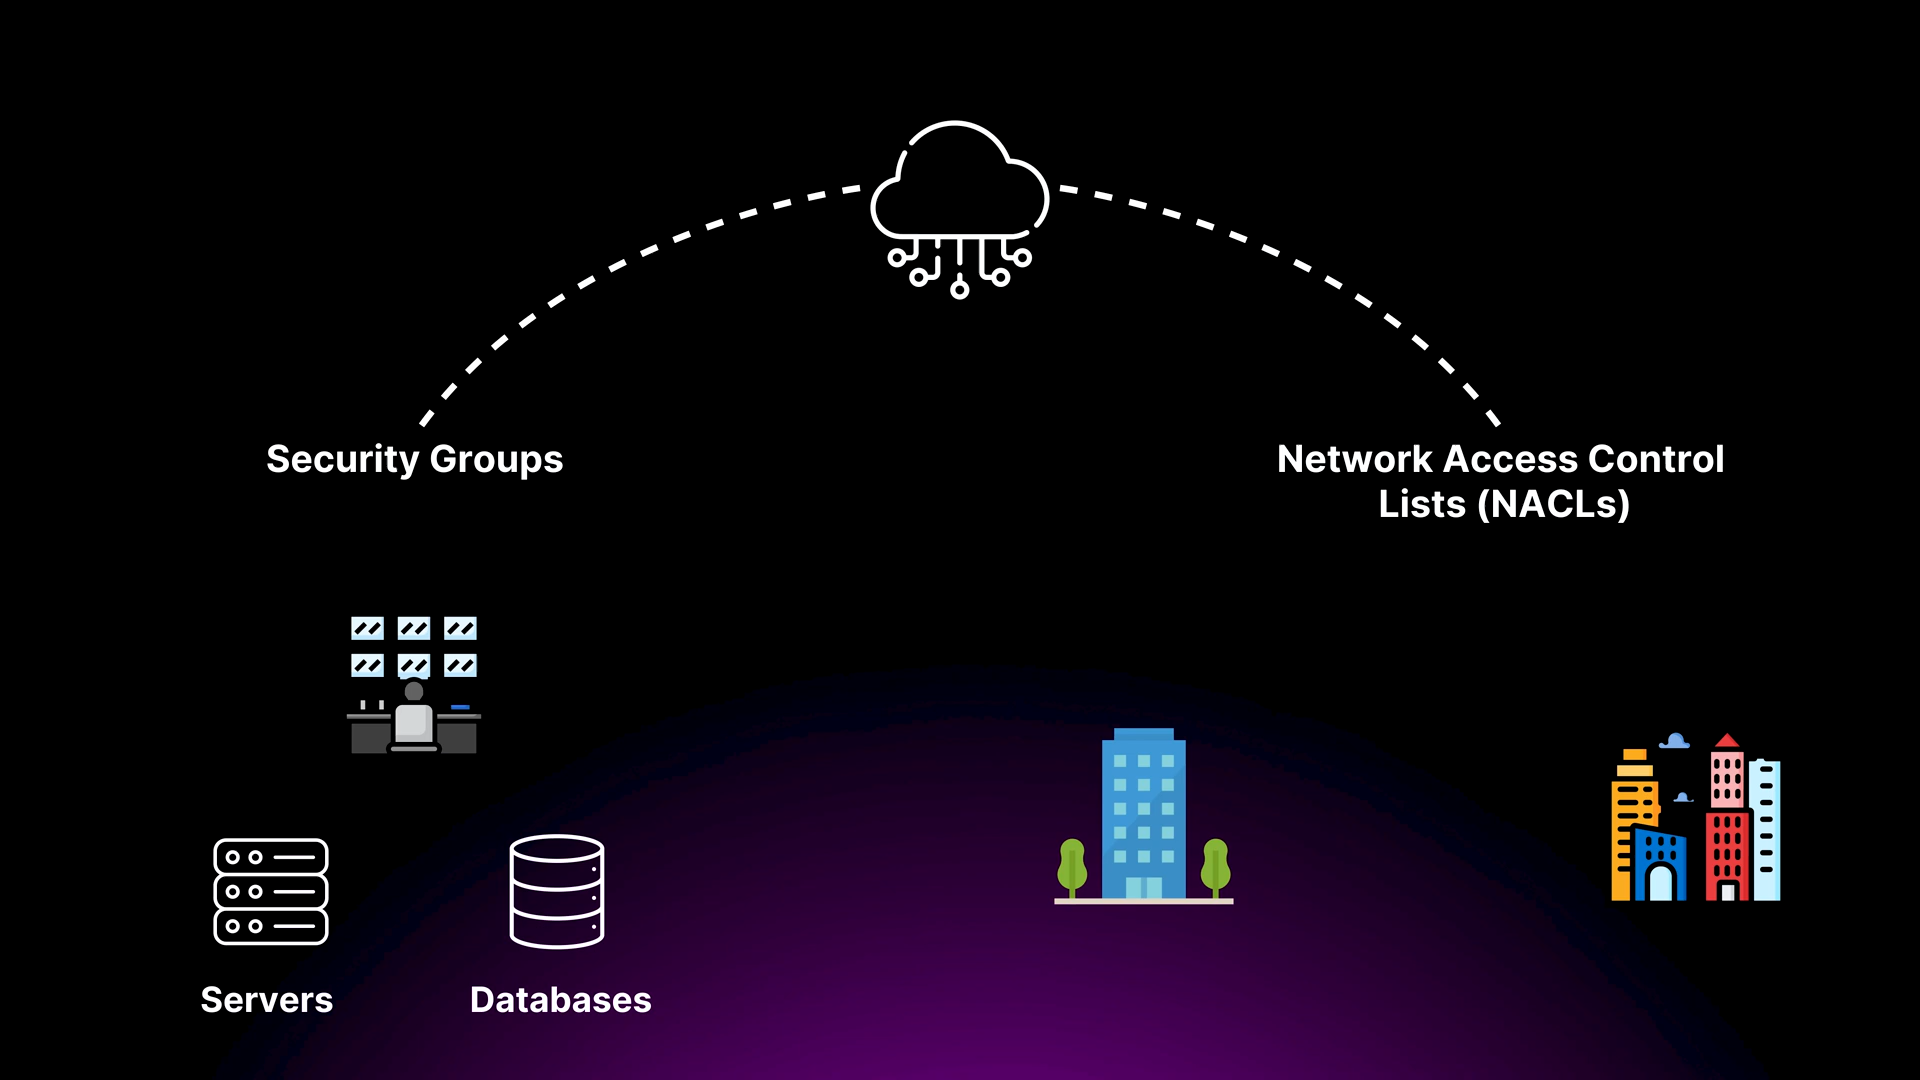 Security Groups
Network Access Control
Lists (NACLs)
Servers
Databases